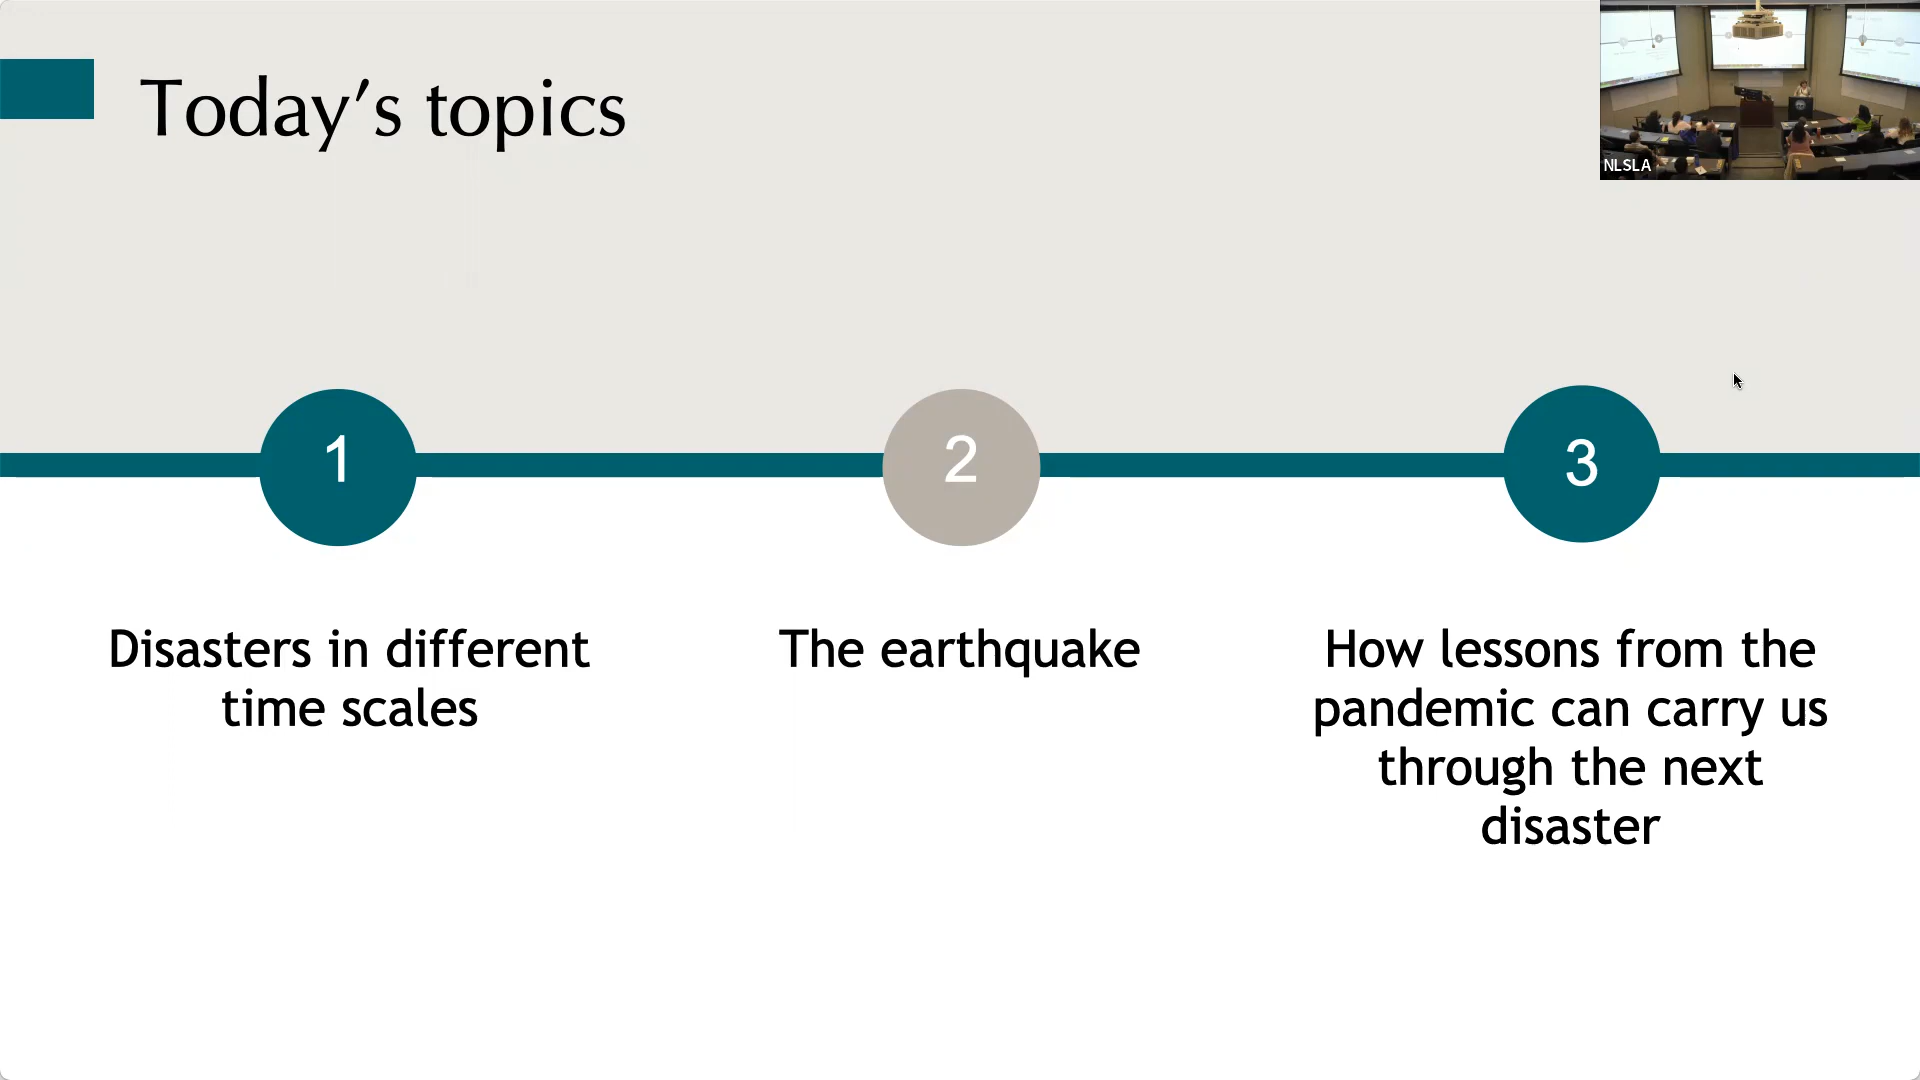 Today’s topics
NLSLA
1
2
3
Disasters in different
time scales
The earthquake
How lessons from the
pandemic can carry us
through the next
disaster